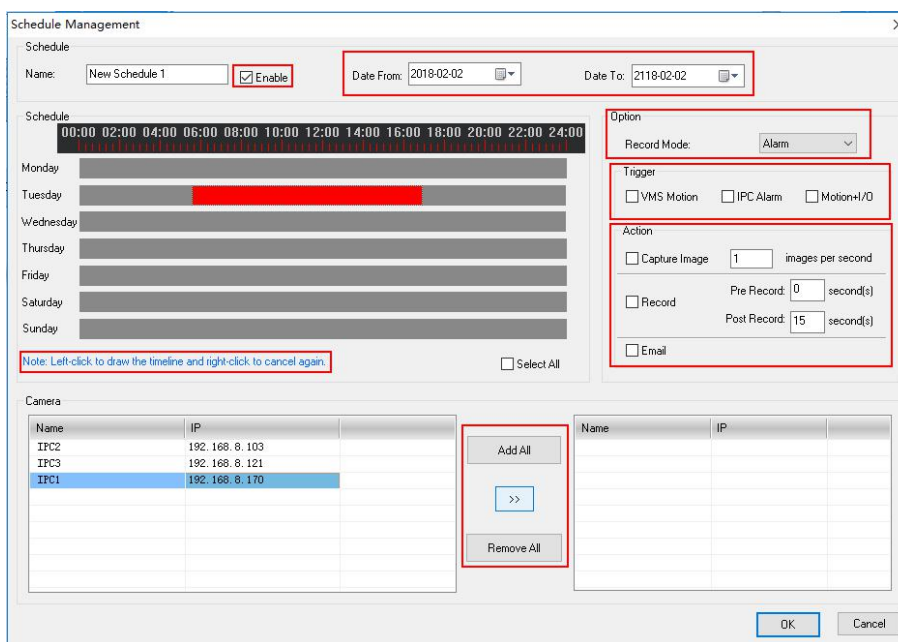 Schedule Management
Schedule
Name: New Schedule 1 Enable Date From: 2018-02-02 Date To: 2118-02-02
Schedule
00:00 02:00 04:00 06:00 08:00 10:00 12:00 14:00 16:00 18:00 20:00 22:00 24:00
Monday
Tuesday
Wednesday
Thursday
Friday
Saturday
Sunday
Note: Left-click to draw the timeline and right-click to cancel again.
Select All
Option
Record Mode: Alarm
Trigger
VMS Motion IPC Alarm Motion+I/O
Action
Capture Image 1 images per second
Pre Record: 0 second(s)
Record
Post Record: 15 second(s)
Email
Camera
Name IP
IPC2 192.168.8.103
IPC3 192.168.8.121
IPC1 192.168.8.170
Add All
>>
Remove All
Name IP
OK Cancel